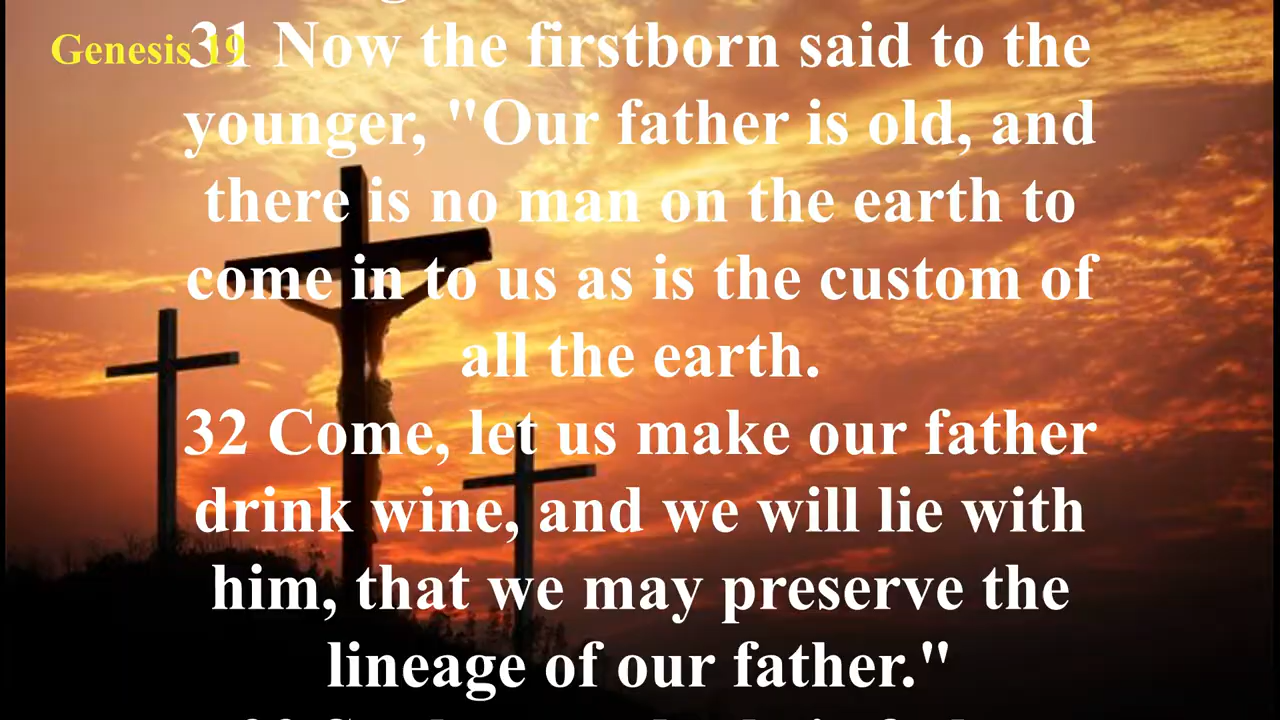 Genesis 19
31 Now the firstborn said to the
younger, "Our father is old, and
there is no man on the earth to
come in to us as is the custom of
all the earth.
32 Come, let us make our father
drink wine, and we will lie with
him, that we may preserve the
lineage of our father."